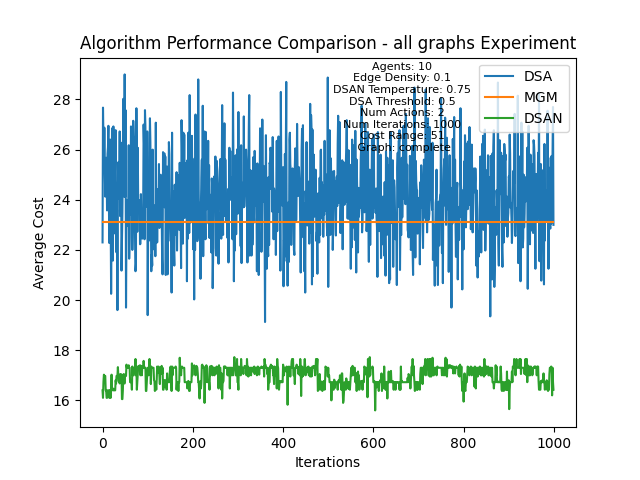 Algorithm Performance Comparison - all graphs Experiment
Agents: 10
Edge Density: 0.1
DSAN Temperature: 0.75
DSA Threshold: 0.5
Num Actions: 2
Num Iterations: 1000
Cost Range: 51
Graph: complete
DSA
MGM
DSAN
Average Cost
28
26
24
22
20
18
16
0
200
400
600
800
1000
Iterations